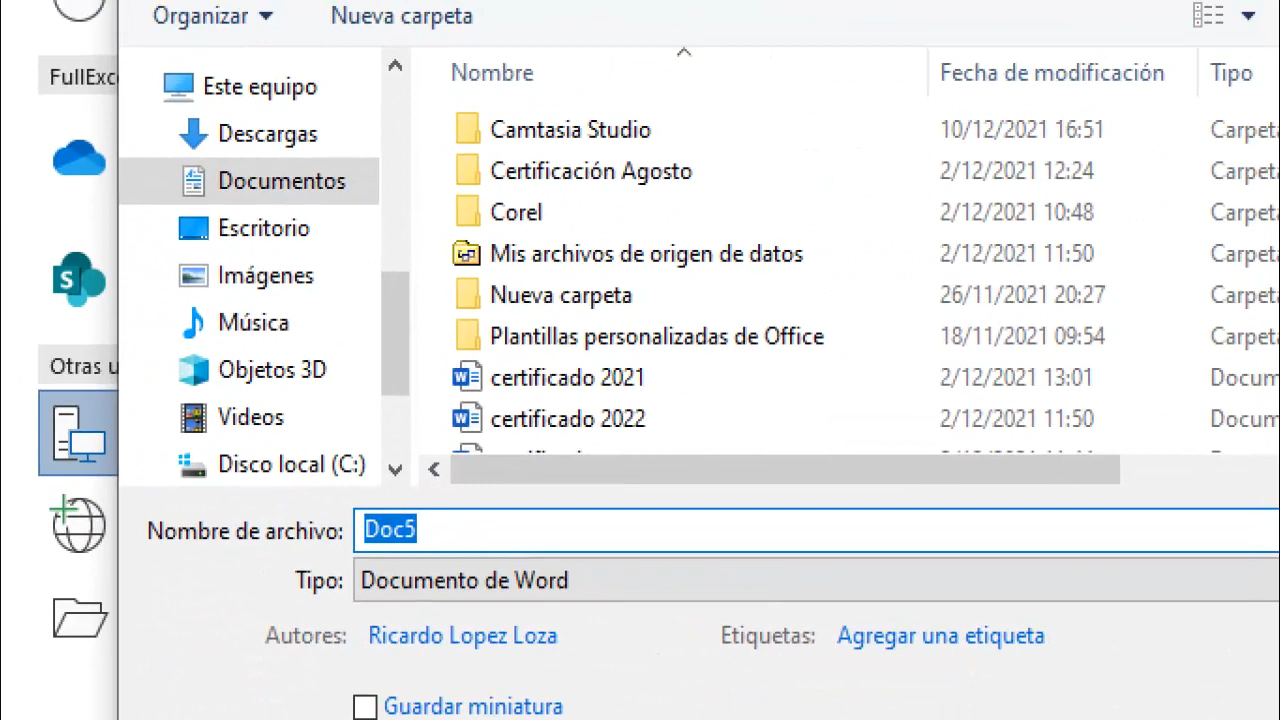 Organizar Nueva carpeta
FullExc
Este equipo
Descargas
Documentos
Escritorio
Imágenes
Música
Objetos 3D
Videos
Disco local (C:)
Otras u
S
Nombre Fecha de modificación Tipo
Camtasia Studio 10/12/2021 16:51 Carpeta
Certificación Agosto 2/12/2021 12:24 Carpeta
Corel 2/12/2021 10:48 Carpeta
Mis archivos de origen de datos 2/12/2021 11:50 Carpeta
Nueva carpeta 26/11/2021 20:27 Carpeta
Plantillas personalizadas de Office 18/11/2021 09:54 Carpeta
certificado 2021 2/12/2021 13:01 Docum
certificado 2022 2/12/2021 11:50 Docum
Nombre de archivo: Doc5
Tipo: Documento de Word
Autores: Ricardo Lopez Loza Etiquetas: Agregar una etiqueta
Guardar miniatura